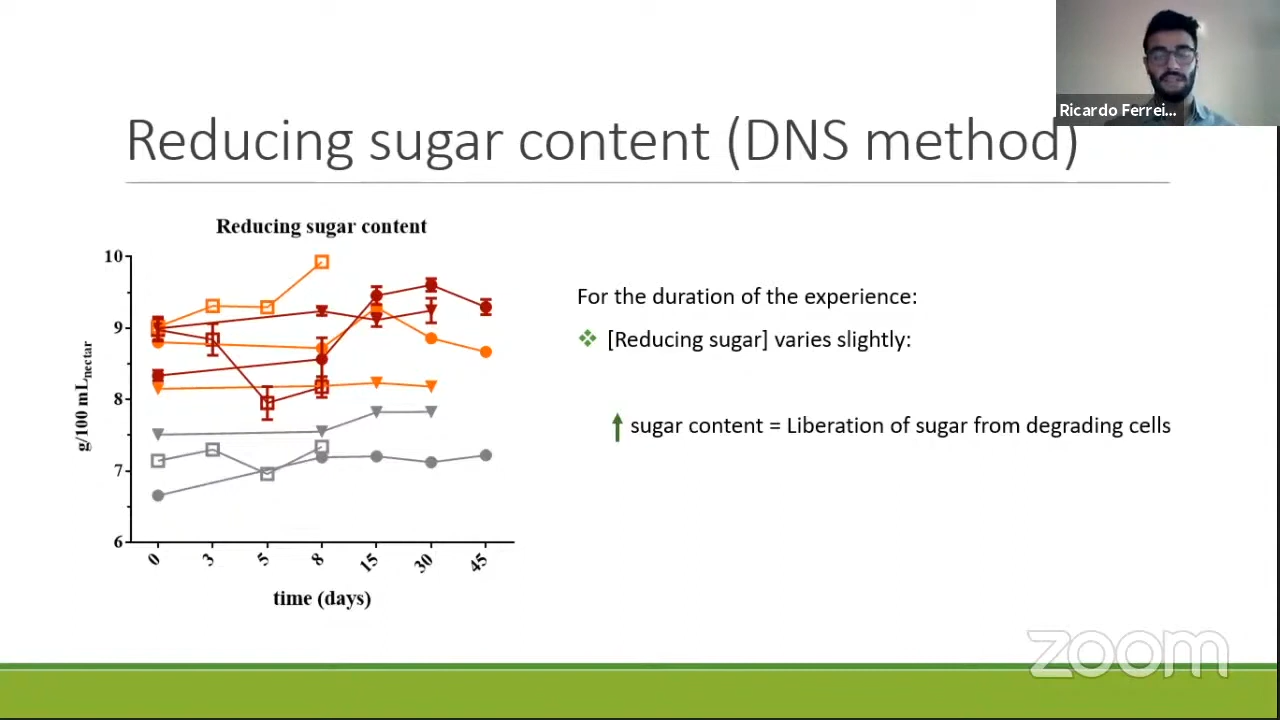 Ricardo Ferrei...
Reducing sugar content (DNS method)
Reducing sugar content
10
9
8
7
6
g/100 mLnectar
0
3
5
8
15
30
45
time (days)
For the duration of the experience:
[Reducing sugar] varies slightly:
sugar content = Liberation of sugar from degrading cells
zoom